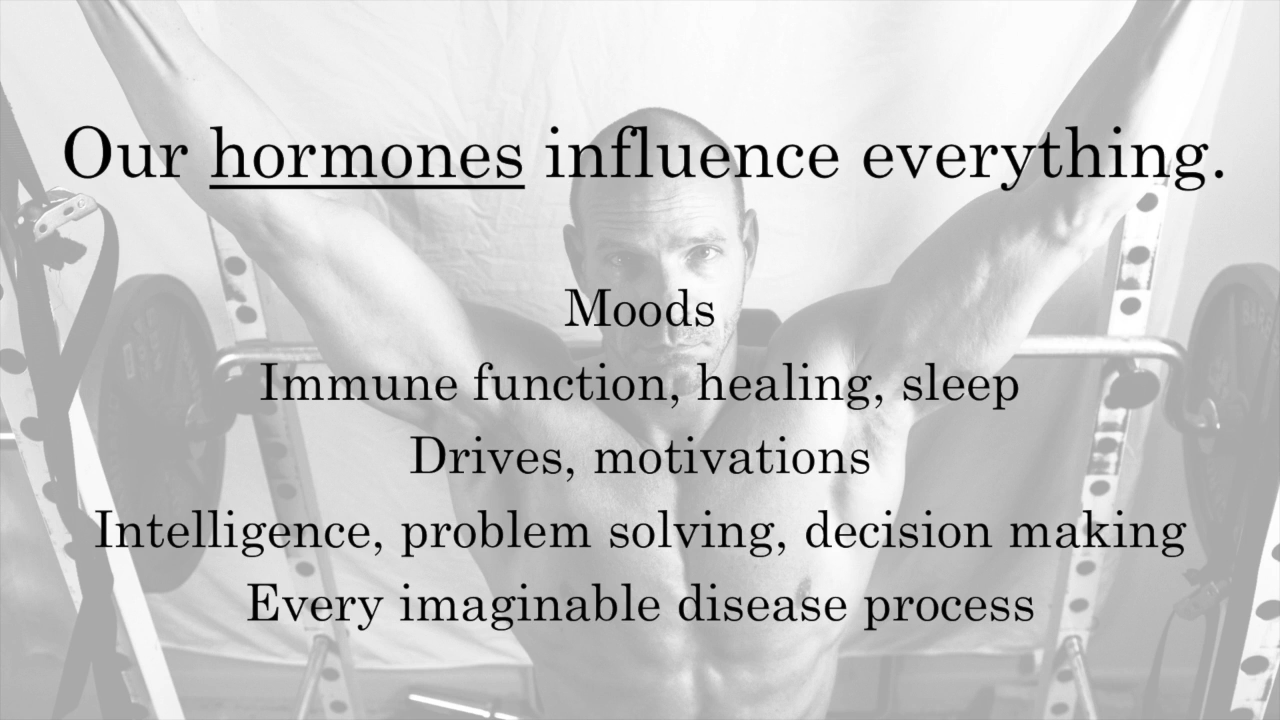 Our hormones influence everything.
Moods
Immune function, healing, sleep
Drives, motivations
Intelligence, problem solving, decision making
Every imaginable disease process